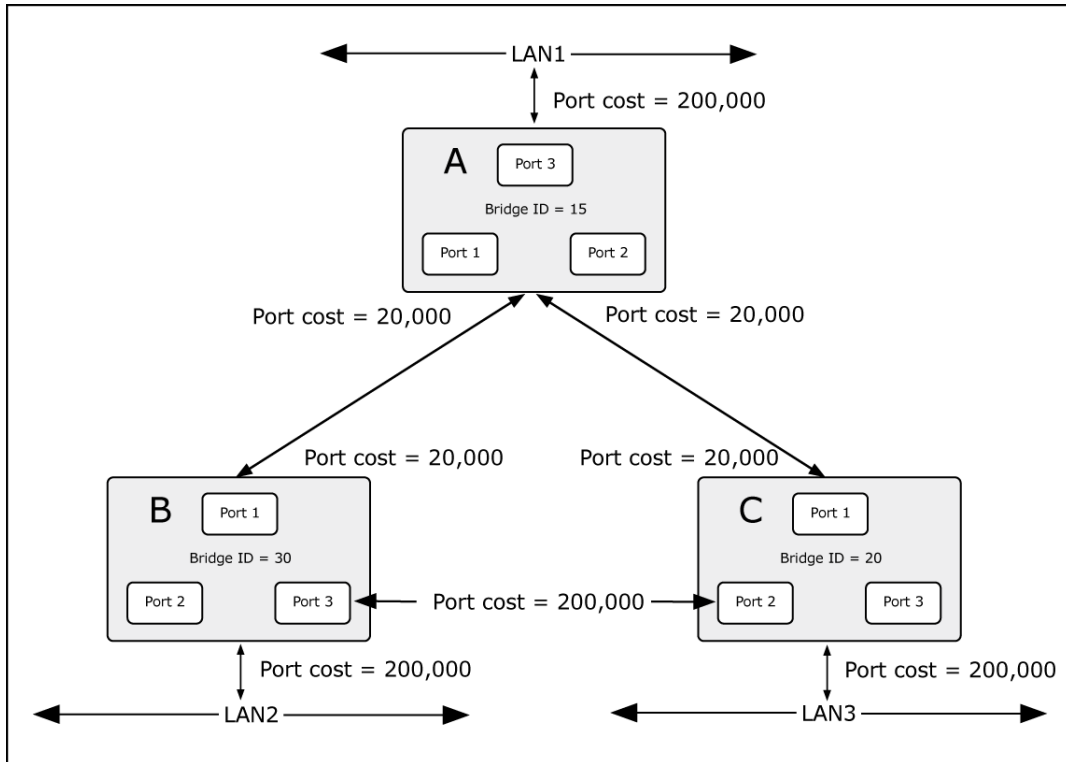 LAN1
Port cost = 200,000
A
Port 3
Bridge ID = 15
Port 1
Port 2
Port cost = 20,000
Port cost = 20,000
Port cost = 20,000
Port cost = 20,000
B
Port 1
Bridge ID = 30
Port 2
Port 3
C
Port 1
Bridge ID = 20
Port 2
Port 3
Port cost = 200,000
Port cost = 200,000
LAN2
Port cost = 200,000
LAN3